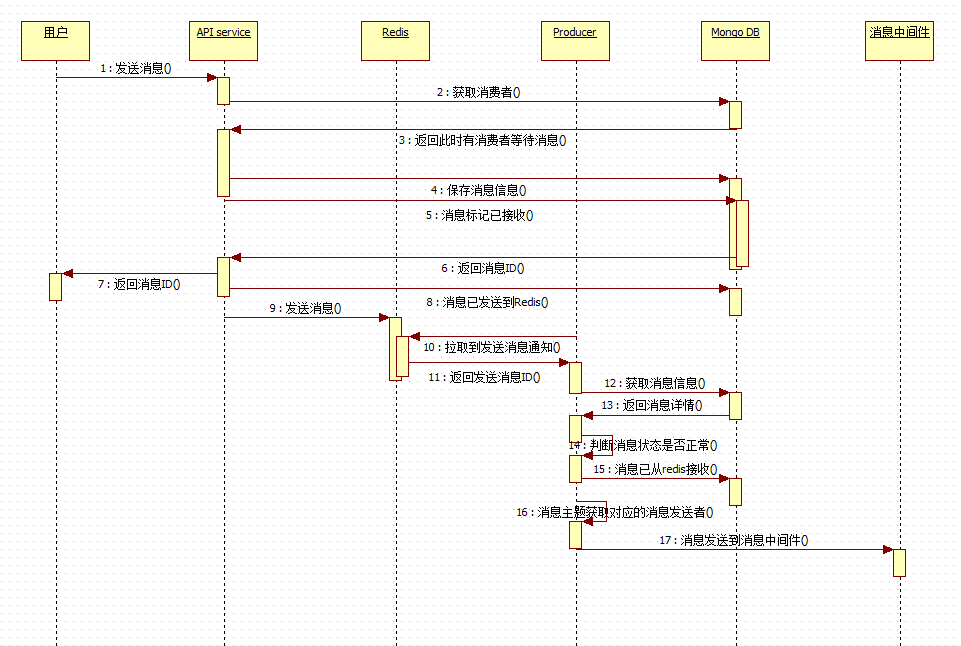 用户
API service
Redis
Producer
Mongo DB
消息中间件
1 : 发送消息()
2 : 获取消费者()
3 : 返回此时有消费者等待消息()
4 : 保存消息信息()
5 : 消息标记已接收()
6 : 返回消息ID()
7 : 返回消息ID()
8 : 消息已发送到Redis()
9 : 发送消息()
10 : 拉取到发送消息通知()
11 : 返回发送消息ID()
12 : 获取消息信息()
13 : 返回消息详情()
14 : 判断消息状态是否正常()
15 : 消息已从redis接收()
16 : 消息主题获取对应的消息发送者()
17 : 消息发送到消息中间件()